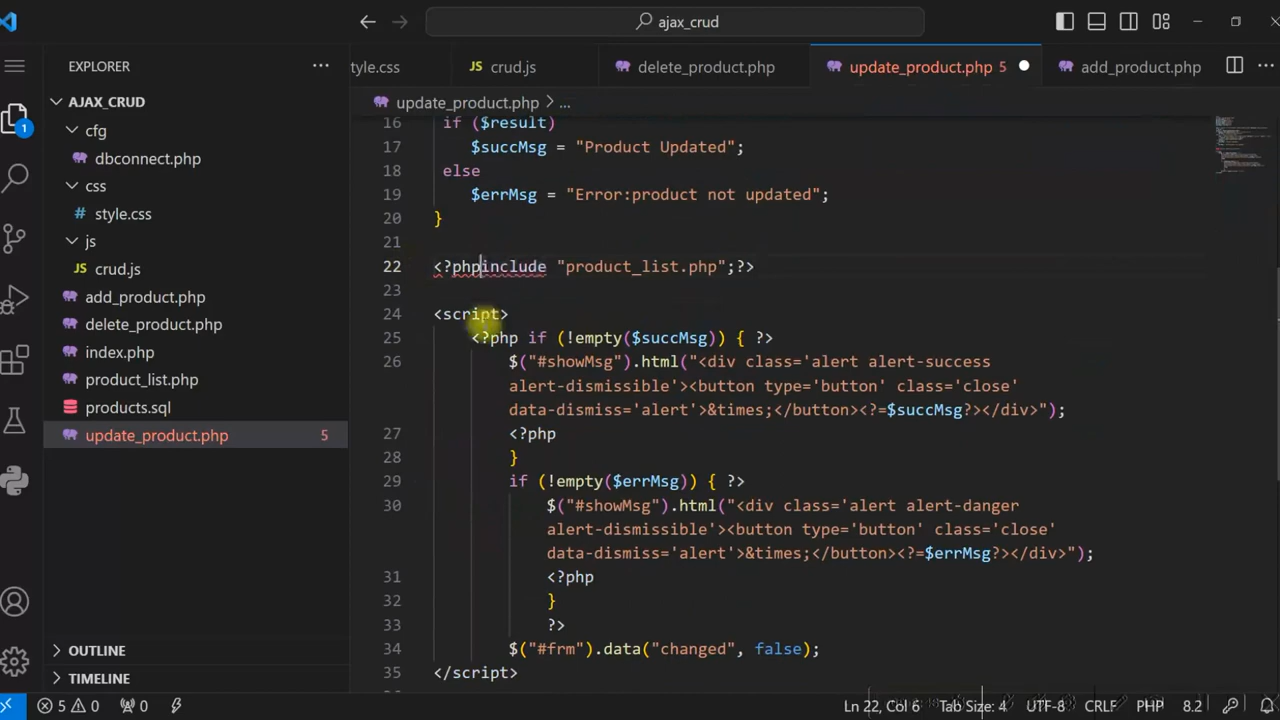 ajax_crud
EXPLORER
···
tyle.css
crud.js
delete_product.php
update_product.php 5
add_product.php
···
AJAX_CRUD
cfg
dbconnect.php
css
# style.css
js
JS crud.js
add_product.php
delete_product.php
index.php
product_list.php
products.sql
update_product.php 5
OUTLINE
TIMELINE
1
update_product.php > ...
16 if ($result)
17 $succMsg = "Product Updated";
18 else
19 $errMsg = "Error:product not updated";
20 }
21
22 <?phpinclude "product_list.php";?>
23
24 <script>
25 <?php if (!empty($succMsg)) { ?>
26 $("#showMsg").html("<div class='alert alert-success
alert-dismissible'><button type='button' class='close'
data-dismiss='alert'>&times;</button><?=$succMsg?></div>");
27 <?php
28 }
29 if (!empty($errMsg)) { ?>
30 $("#showMsg").html("<div class='alert alert-danger
alert-dismissible'><button type='button' class='close'
data-dismiss='alert'>&times;</button><?=$errMsg?></div>");
31 <?php
32 }
33 ?>
34 $("#frm").data("changed", false);
35 </script>
5 0 0 Ln 22, Col 6 Tab Size: 4 UTF-8 CRLF PHP 8.2